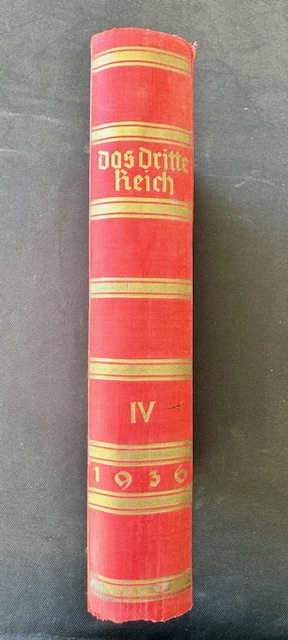 das dritte
Reich
IV
1936